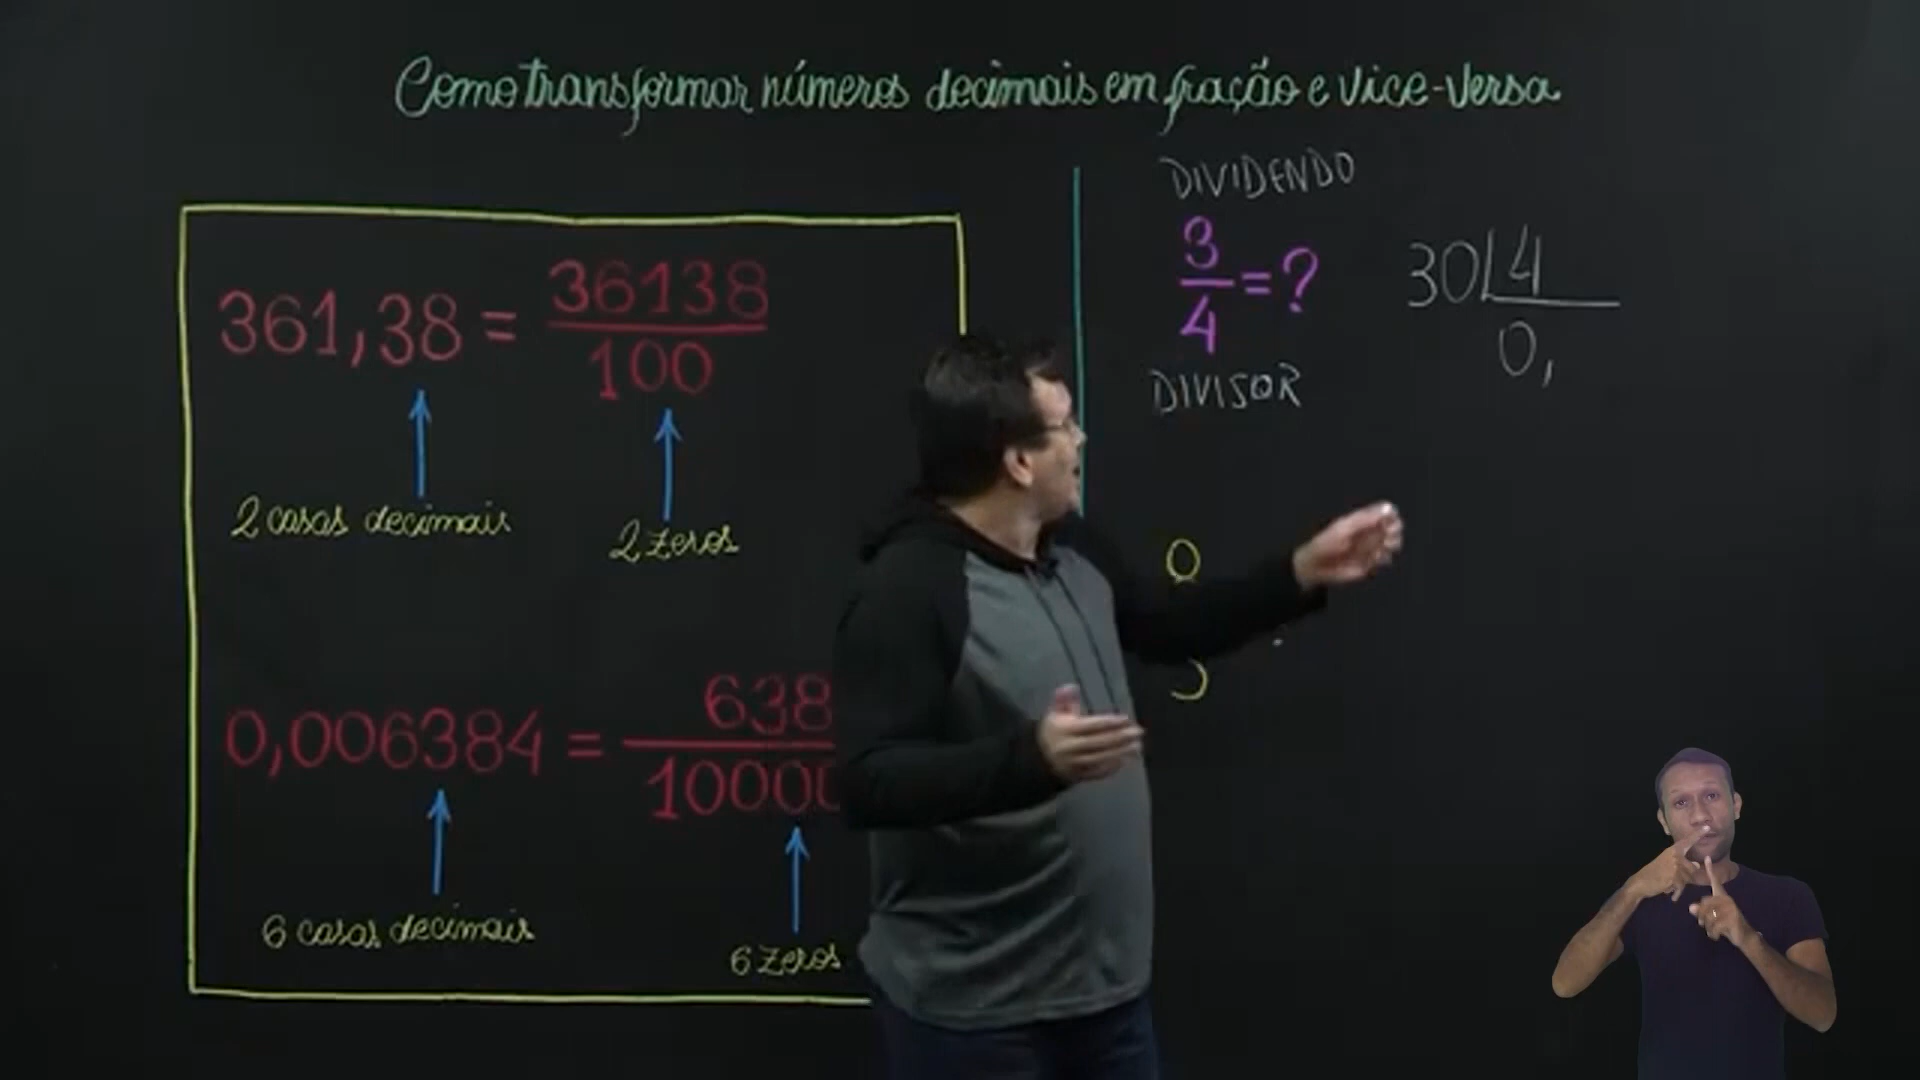 Como transformar números decimais em fração e vice-versa
361,38 = 36138
100
2 casas decimais
2 zeros
0,006384 = 638
1000
6 casas decimais
6 zeros
DIVIDENDO
3
4
= ?
DIVISOR
30 4
0,